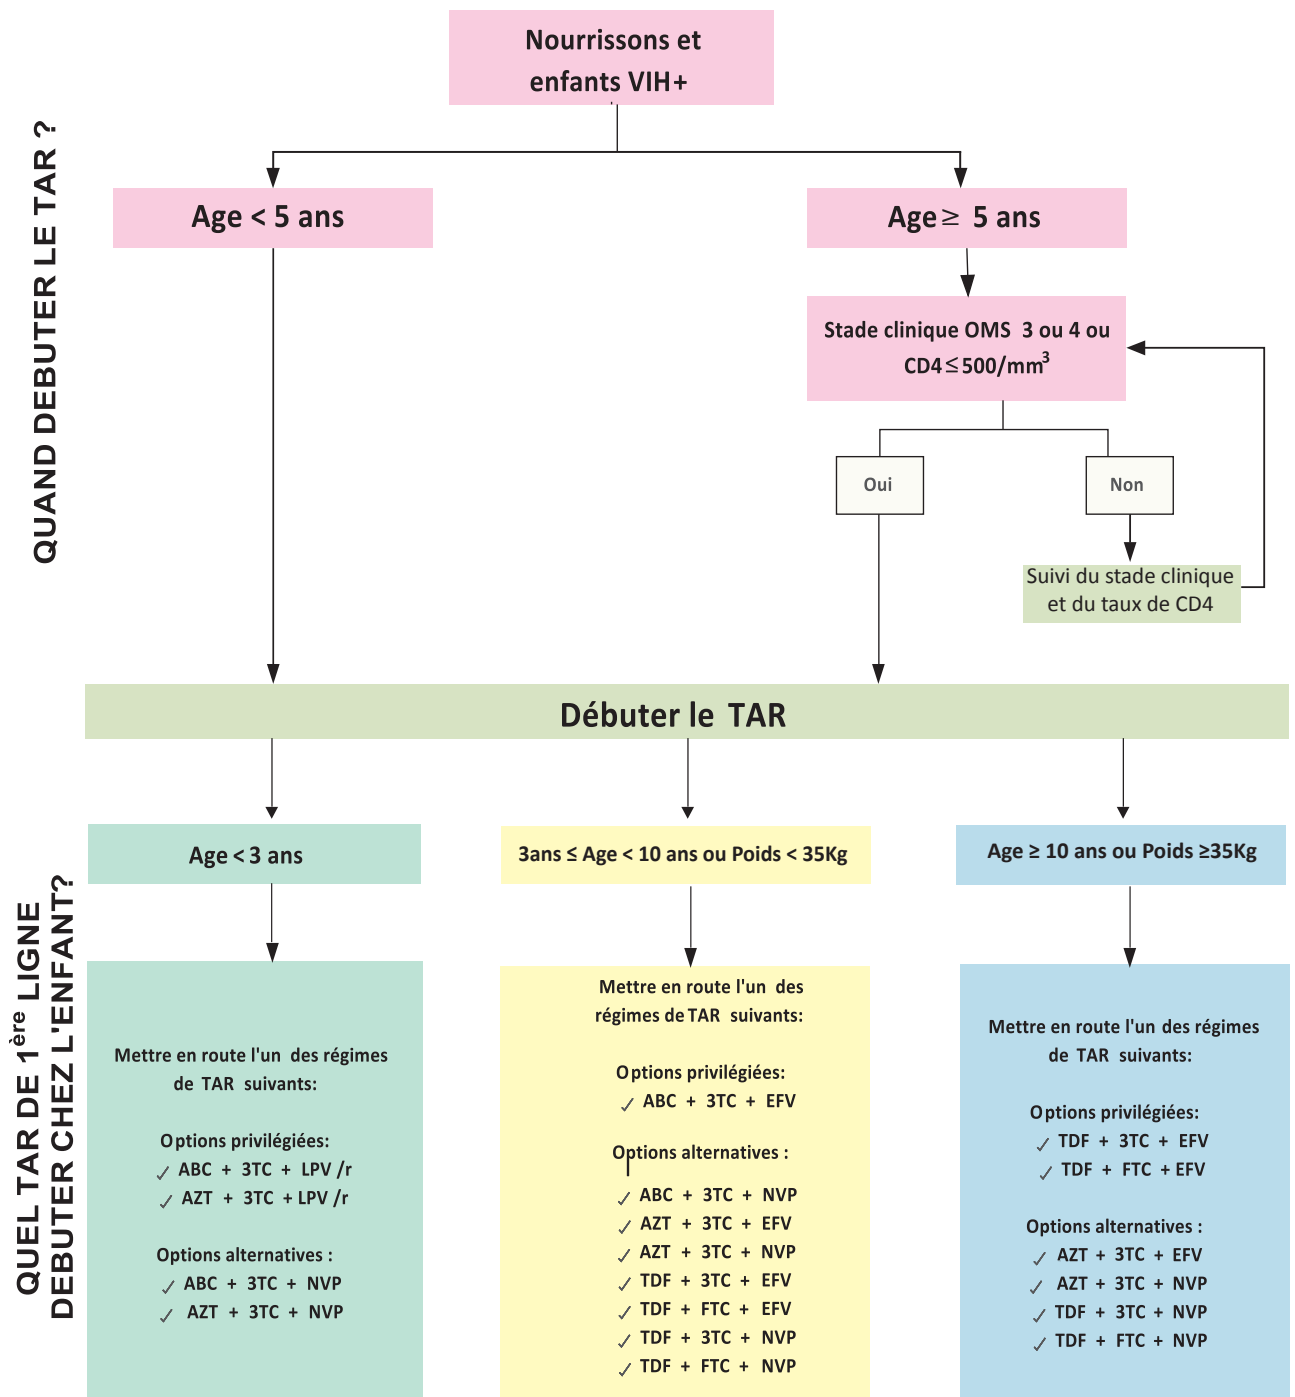 Nourrissons et
enfants VIH+
QUAND DEBUTER LE TAR ?
Age < 5 ans
Age ≥ 5 ans
Stade clinique OMS 3 ou 4 ou
CD4 ≤ 500/mm³
Oui
Non
Suivi du stade clinique
et du taux de CD4
Débuter le TAR
QUEL TAR DE 1ère LIGNE
DEBUTER CHEZ L'ENFANT?
Age < 3 ans
Mettre en route l'un des régimes
de TAR suivants:
Options privilégiées:
✓ ABC + 3TC + LPV /r
✓ AZT + 3TC + LPV /r
Options alternatives :
✓ ABC + 3TC + NVP
✓ AZT + 3TC + NVP
3ans ≤ Age < 10 ans ou Poids < 35Kg
Mettre en route l'un des
régimes de TAR suivants:
Options privilégiées:
✓ ABC + 3TC + EFV
Options alternatives :
✓ ABC + 3TC + NVP
✓ AZT + 3TC + EFV
✓ AZT + 3TC + NVP
✓ TDF + 3TC + EFV
✓ TDF + FTC + EFV
✓ TDF + 3TC + NVP
✓ TDF + FTC + NVP
Age ≥ 10 ans ou Poids ≥35Kg
Mettre en route l'un des régimes
de TAR suivants:
Options privilégiées:
✓ TDF + 3TC + EFV
✓ TDF + FTC + EFV
Options alternatives :
✓ AZT + 3TC + EFV
✓ AZT + 3TC + NVP
✓ TDF + 3TC + NVP
✓ TDF + FTC + NVP